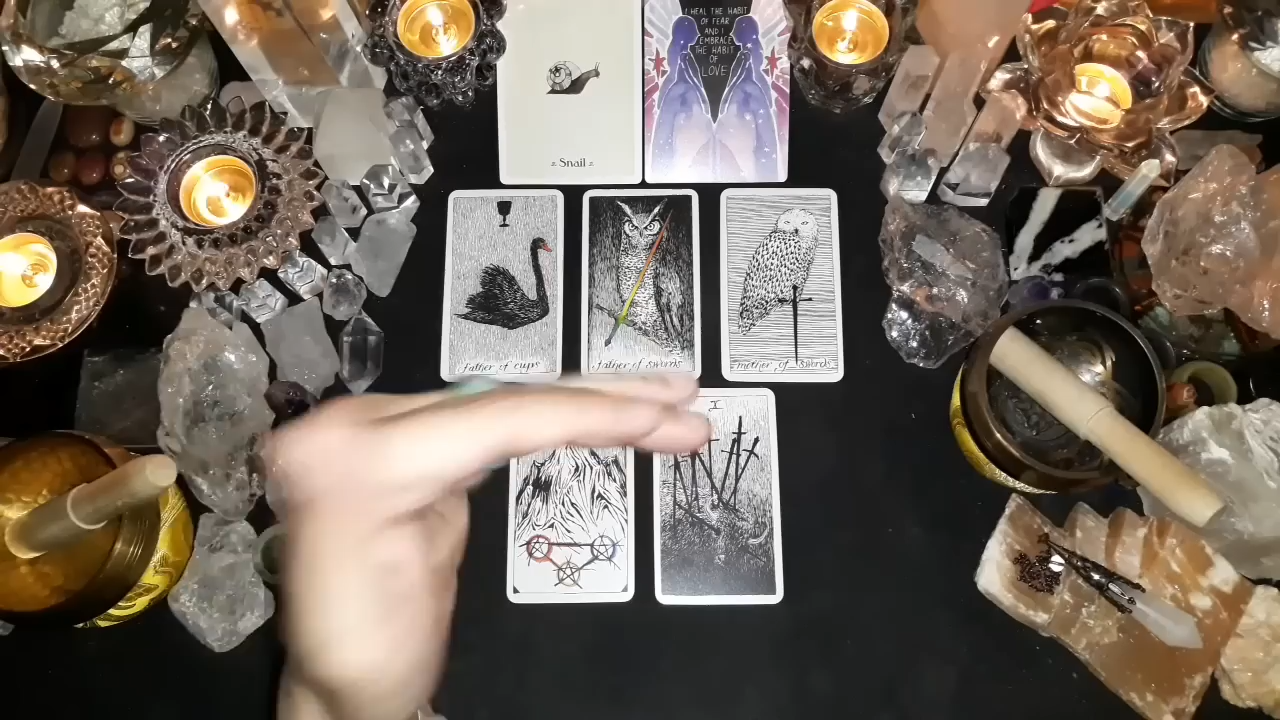 Snail
I HEAL THE HABIT
OF FEAR
AND I
EMBRACE
THE HABIT
OF
LOVE
father of cups
father of swords
mother of swords
X